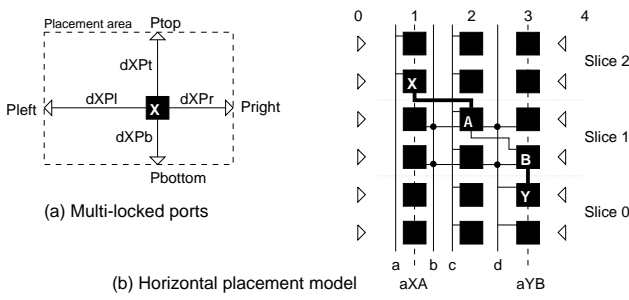 Placement area
Ptop
dXPt
Pleft
dXPl
X
dXPr
Pright
dXPb
Pbottom
(a) Multi-locked ports
0 1 2 3 4
Slice 2
X
A
Slice 1
B
Y
Slice 0
a b c d
aXA aYB
(b) Horizontal placement model